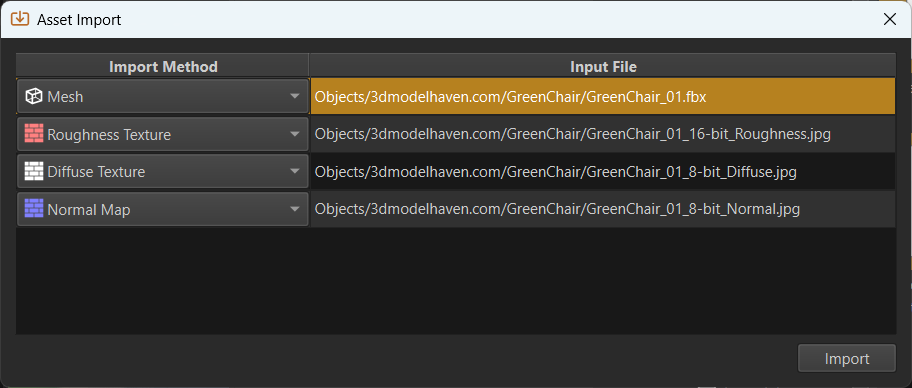 Asset Import
Import Method Input File
Mesh Objects/3dmodelhaven.com/GreenChair/GreenChair_01.fbx
Roughness Texture Objects/3dmodelhaven.com/GreenChair/GreenChair_01_16-bit_Roughness.jpg
Diffuse Texture Objects/3dmodelhaven.com/GreenChair/GreenChair_01_8-bit_Diffuse.jpg
Normal Map Objects/3dmodelhaven.com/GreenChair/GreenChair_01_8-bit_Normal.jpg
Import